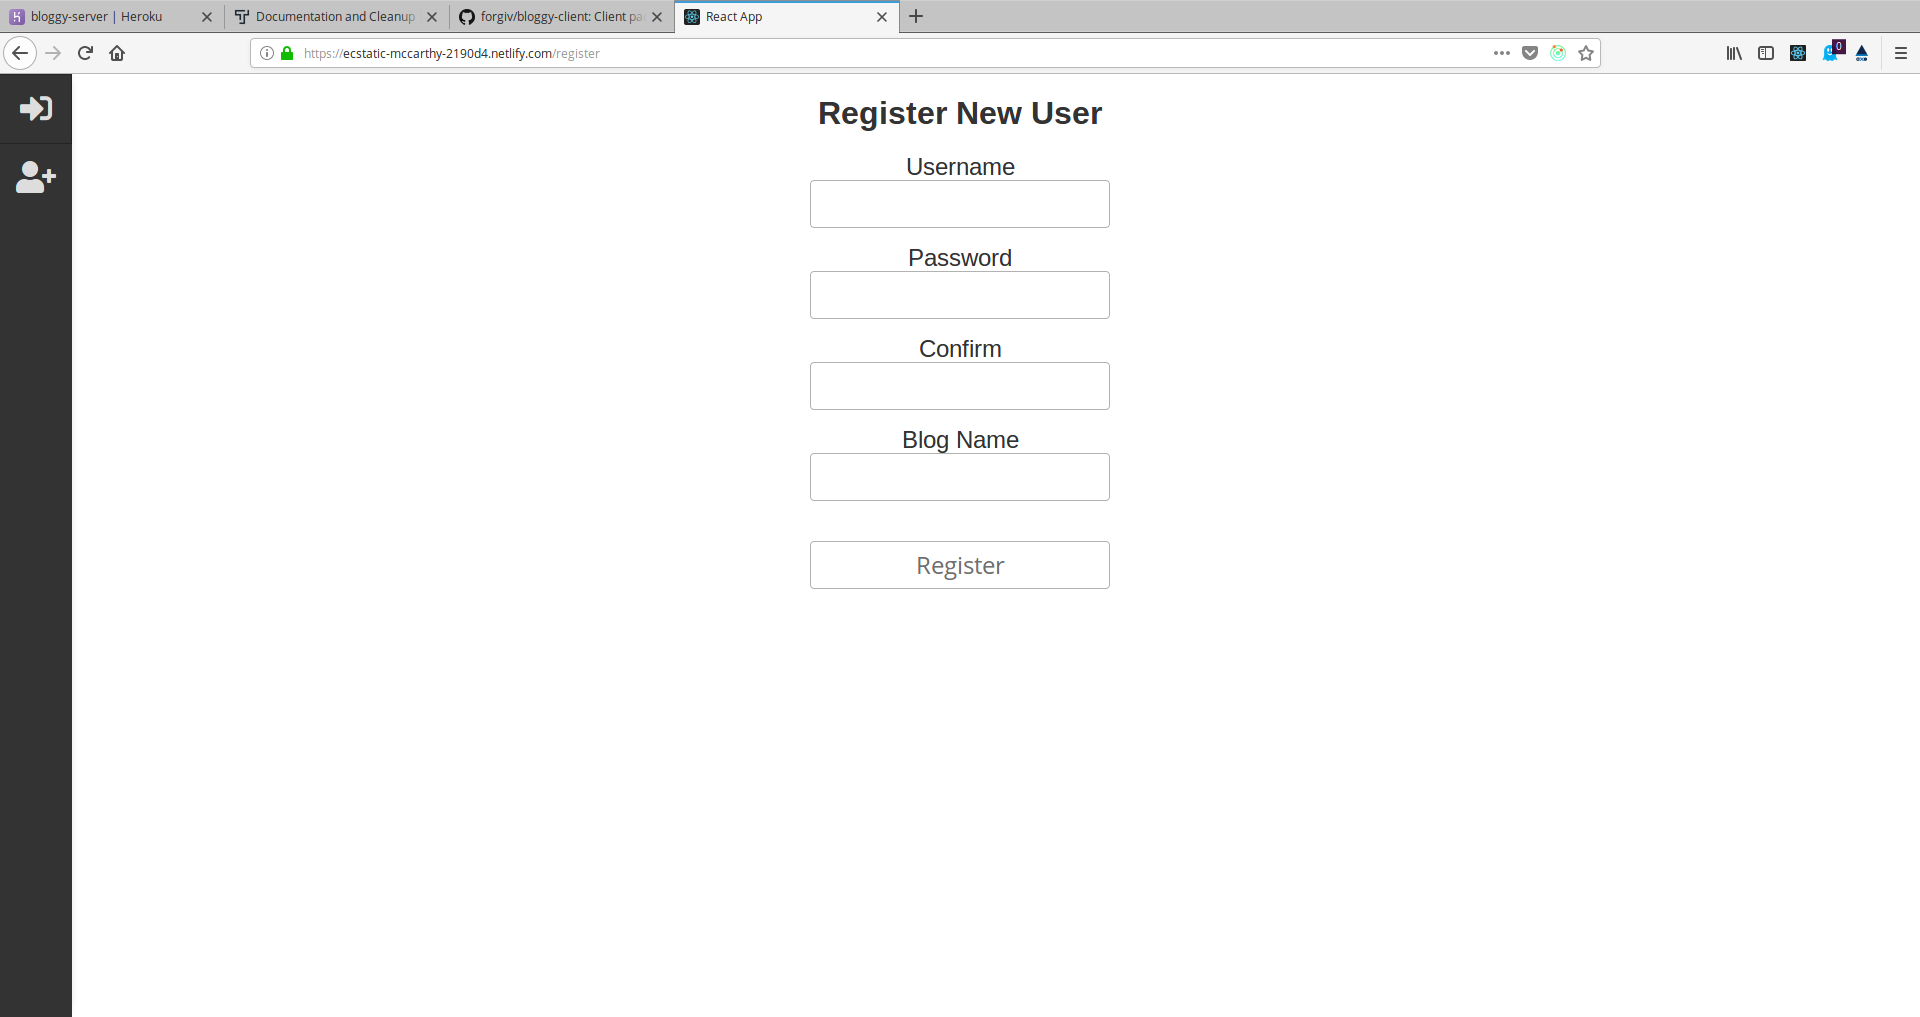 bloggy-server | Heroku
Documentation and Cleanup
forgiv/bloggy-client: Client pa
React App
https://ecstatic-mccarthy-2190d4.netlify.com/register
0
Register New User
Username
Password
Confirm
Blog Name
Register